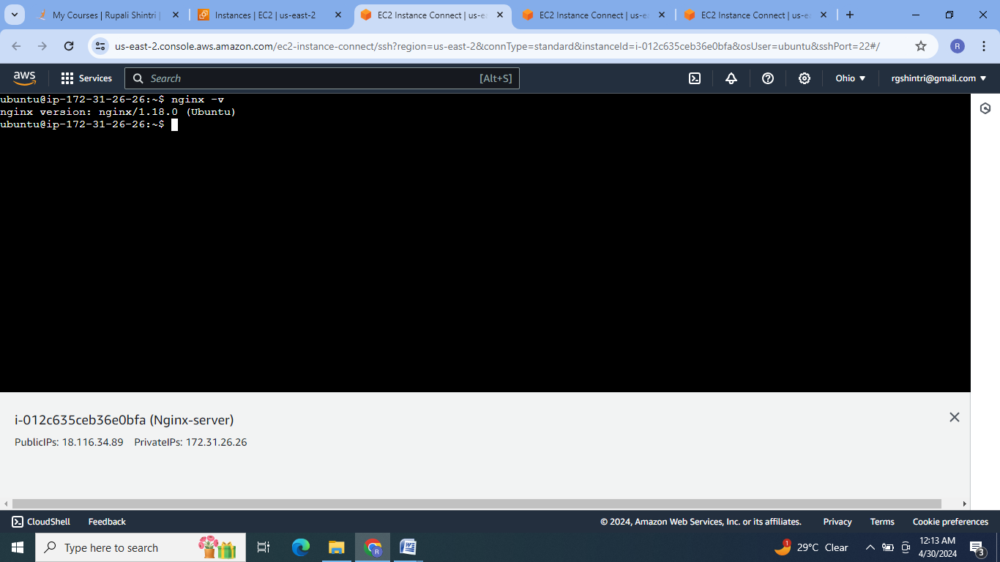 My Courses | Rupali Shintri |
Instances | EC2 | us-east-2
EC2 Instance Connect | us-ea
EC2 Instance Connect | us-ea
EC2 Instance Connect | us-ea
us-east-2.console.aws.amazon.com/ec2-instance-connect/ssh?region=us-east-2&connType=standard&instanceId=i-012c635ceb36e0bfa&osUser=ubuntu&sshPort=22#/
R
aws
Services
Search
[Alt+S]
Ohio
rgshintri@gmail.com
ubuntu@ip-172-31-26-26:~$ nginx -v
nginx version: nginx/1.18.0 (Ubuntu)
ubuntu@ip-172-31-26-26:~$
i-012c635ceb36e0bfa (Nginx-server)
PublicIPs: 18.116.34.89 PrivateIPs: 172.31.26.26
CloudShell
Feedback
© 2024, Amazon Web Services, Inc. or its affiliates.
Privacy
Terms
Cookie preferences
Type here to search
R
W
1
29°C Clear
12:13 AM
4/30/2024
3